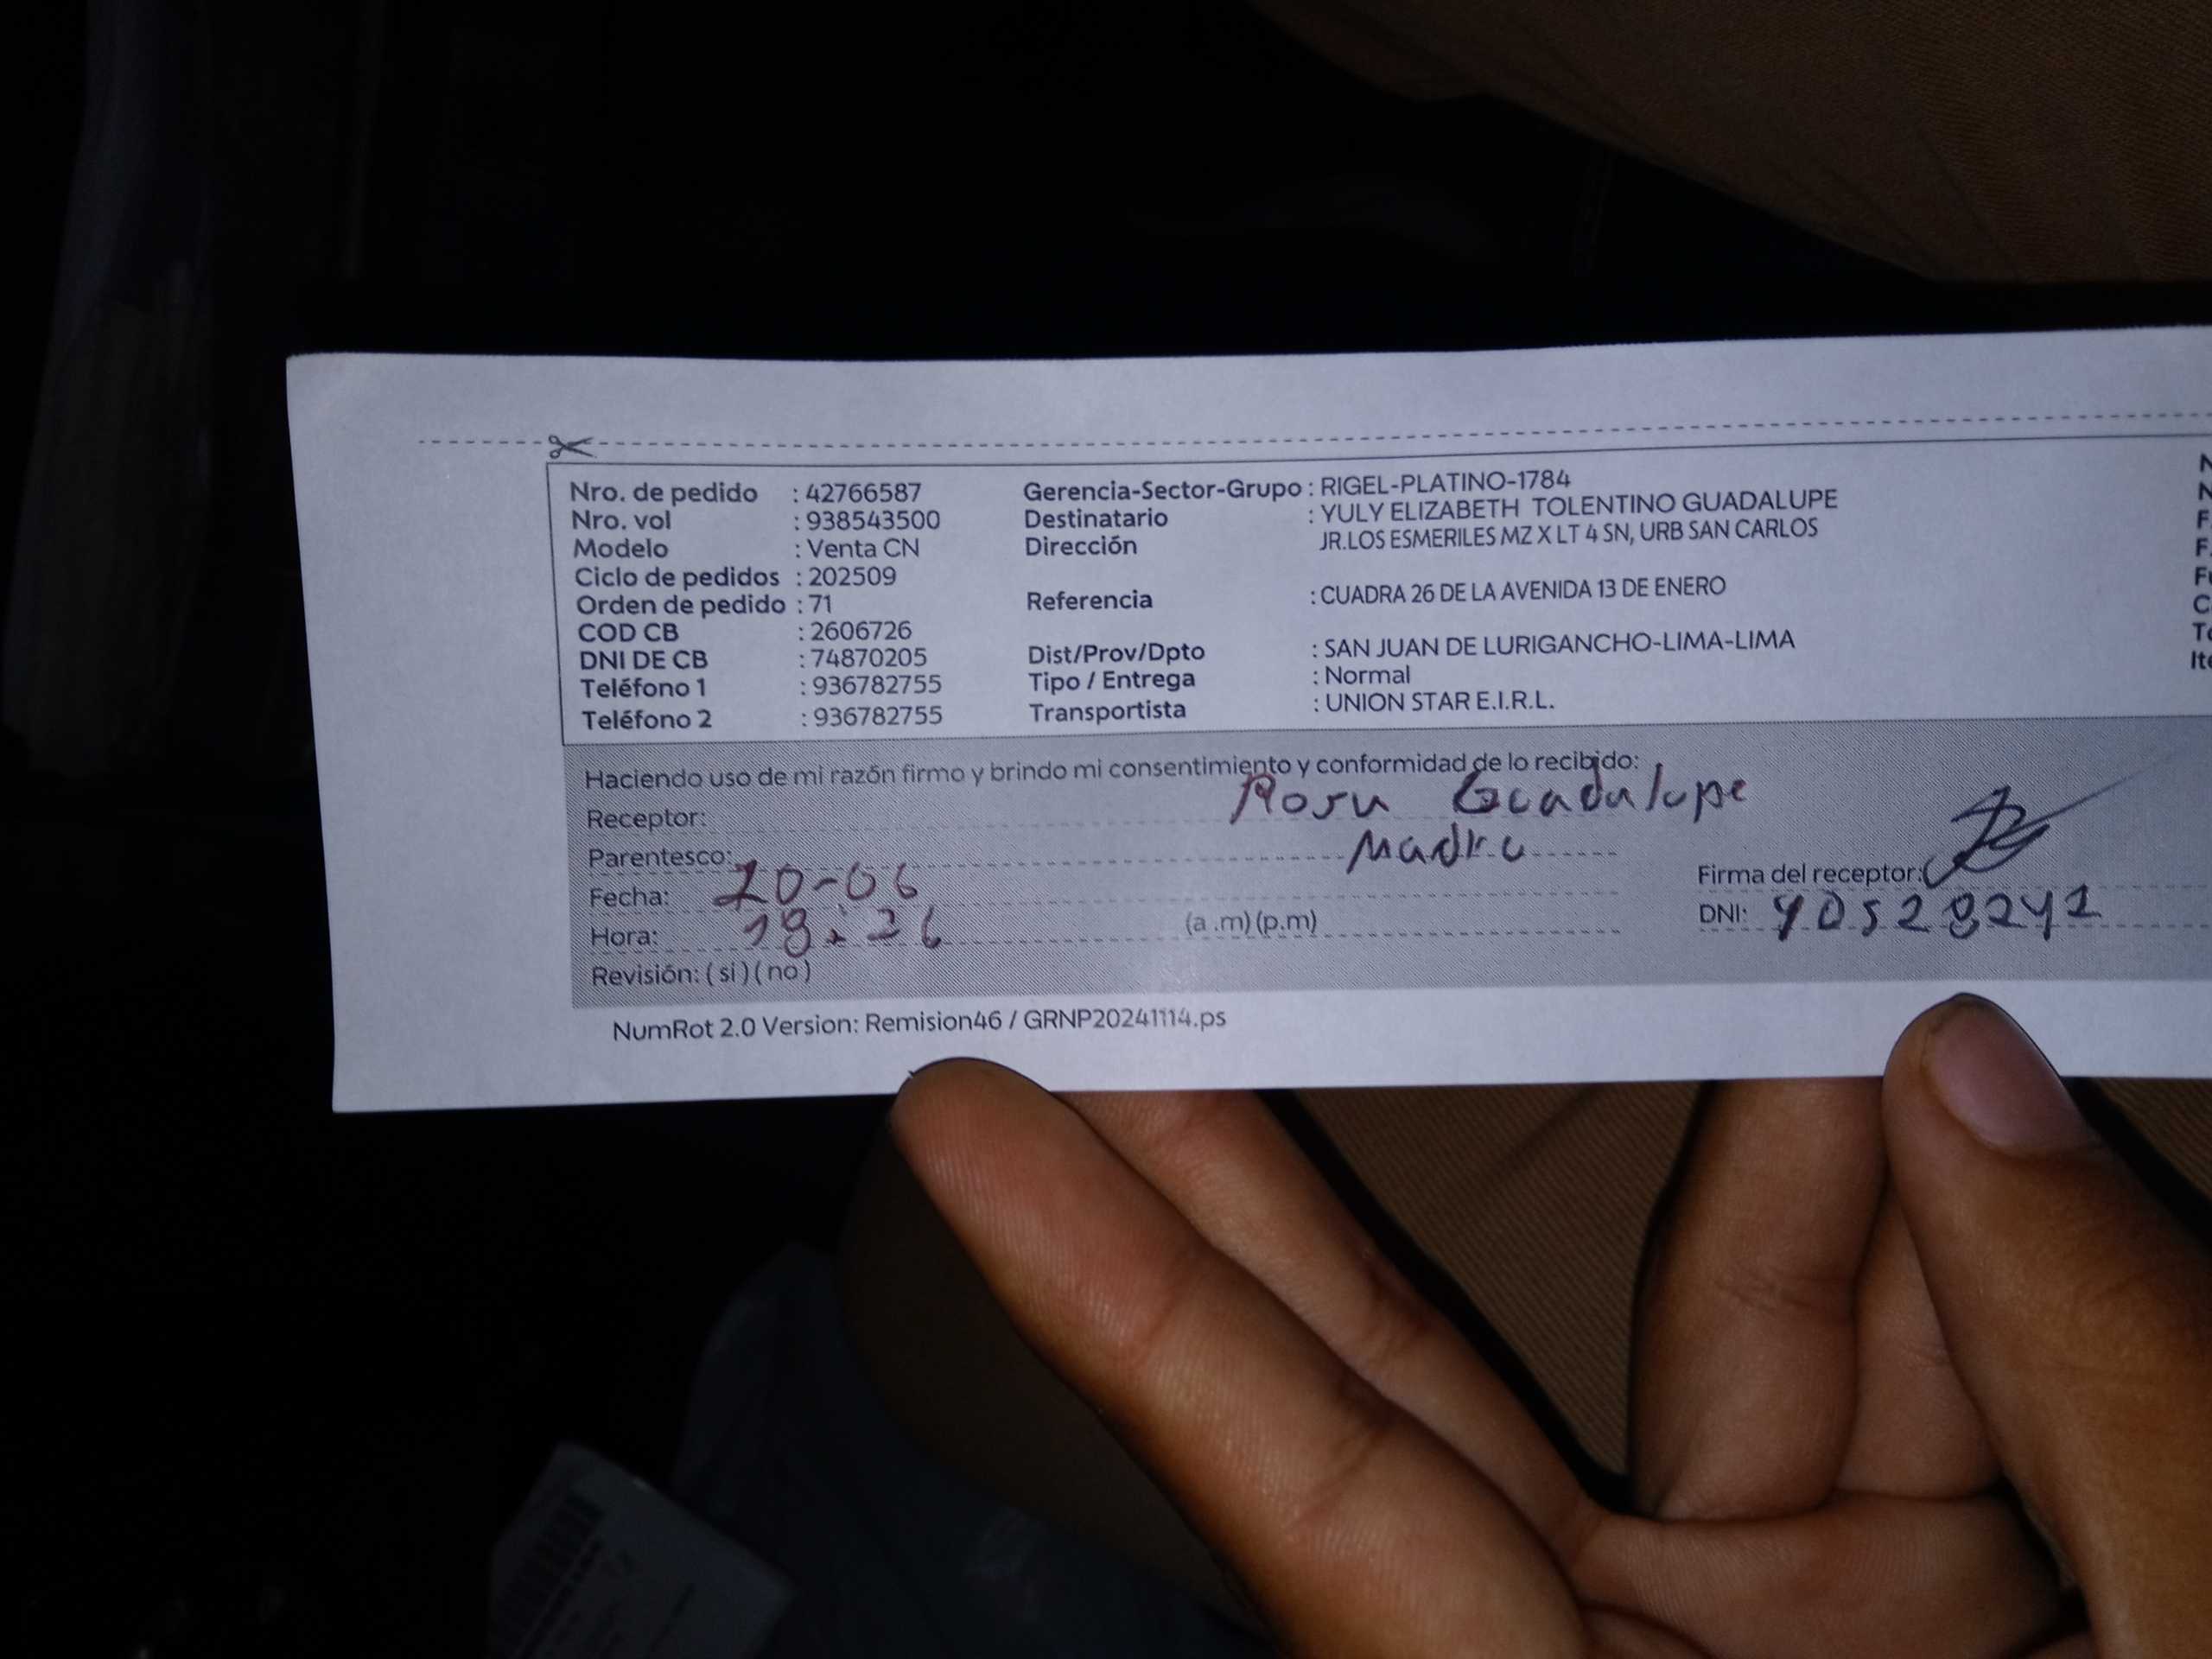 Nro. de pedido : 42766587 Gerencia-Sector-Grupo : RIGEL-PLATINO-1784
Nro. vol : 938543500 Destinatario : YULY ELIZABETH TOLENTINO GUADALUPE
Modelo : Venta CN Dirección JR.LOS ESMERILES MZ X LT 4 SN, URB SAN CARLOS
Ciclo de pedidos : 202509
Orden de pedido : 71 Referencia : CUADRA 26 DE LA AVENIDA 13 DE ENERO
COD CB : 2606726
DNI DE CB : 74870205 Dist/Prov/Dpto : SAN JUAN DE LURIGANCHO-LIMA-LIMA
Teléfono 1 : 936782755 Tipo / Entrega : Normal
Teléfono 2 : 936782755 Transportista : UNION STAR E.I.R.L.
Haciendo uso de mi razón firmo y brindo mi consentimiento y conformidad de lo recibido:
Receptor: Rosa Guadalupe
Parentesco: Madre
Fecha: 20-06 Firma del receptor:
Hora: (a .m) (p.m) DNI:
Revisión: ( si ) ( no )
NumRot 2.0 Version: Remision46 / GRNP20241114.ps